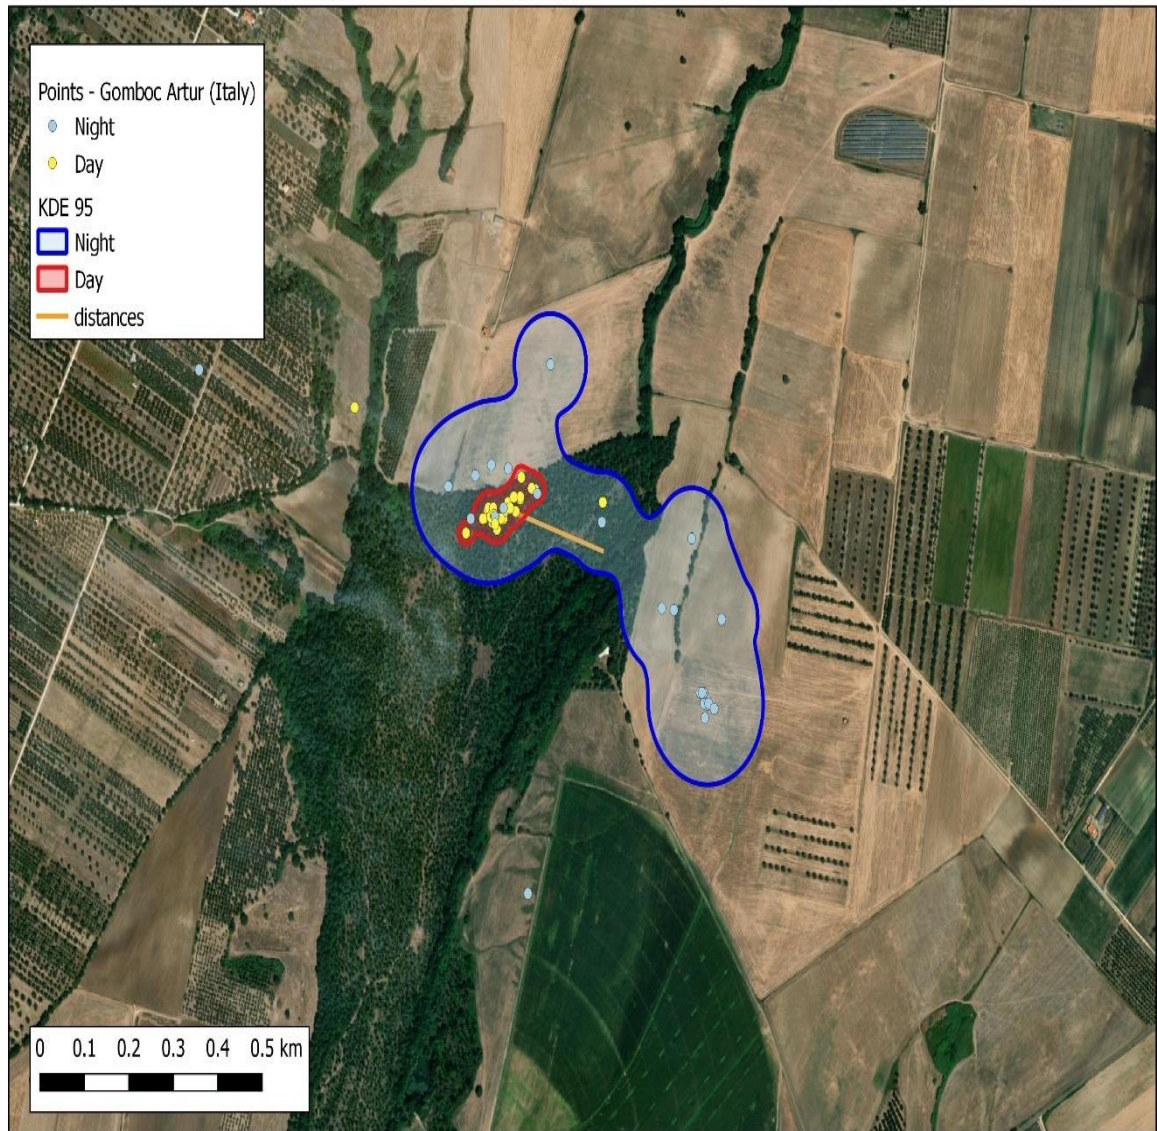 Points - Gomboc Artur (Italy)
Night
Day
KDE 95
Night
Day
distances
0 0.1 0.2 0.3 0.4 0.5 km